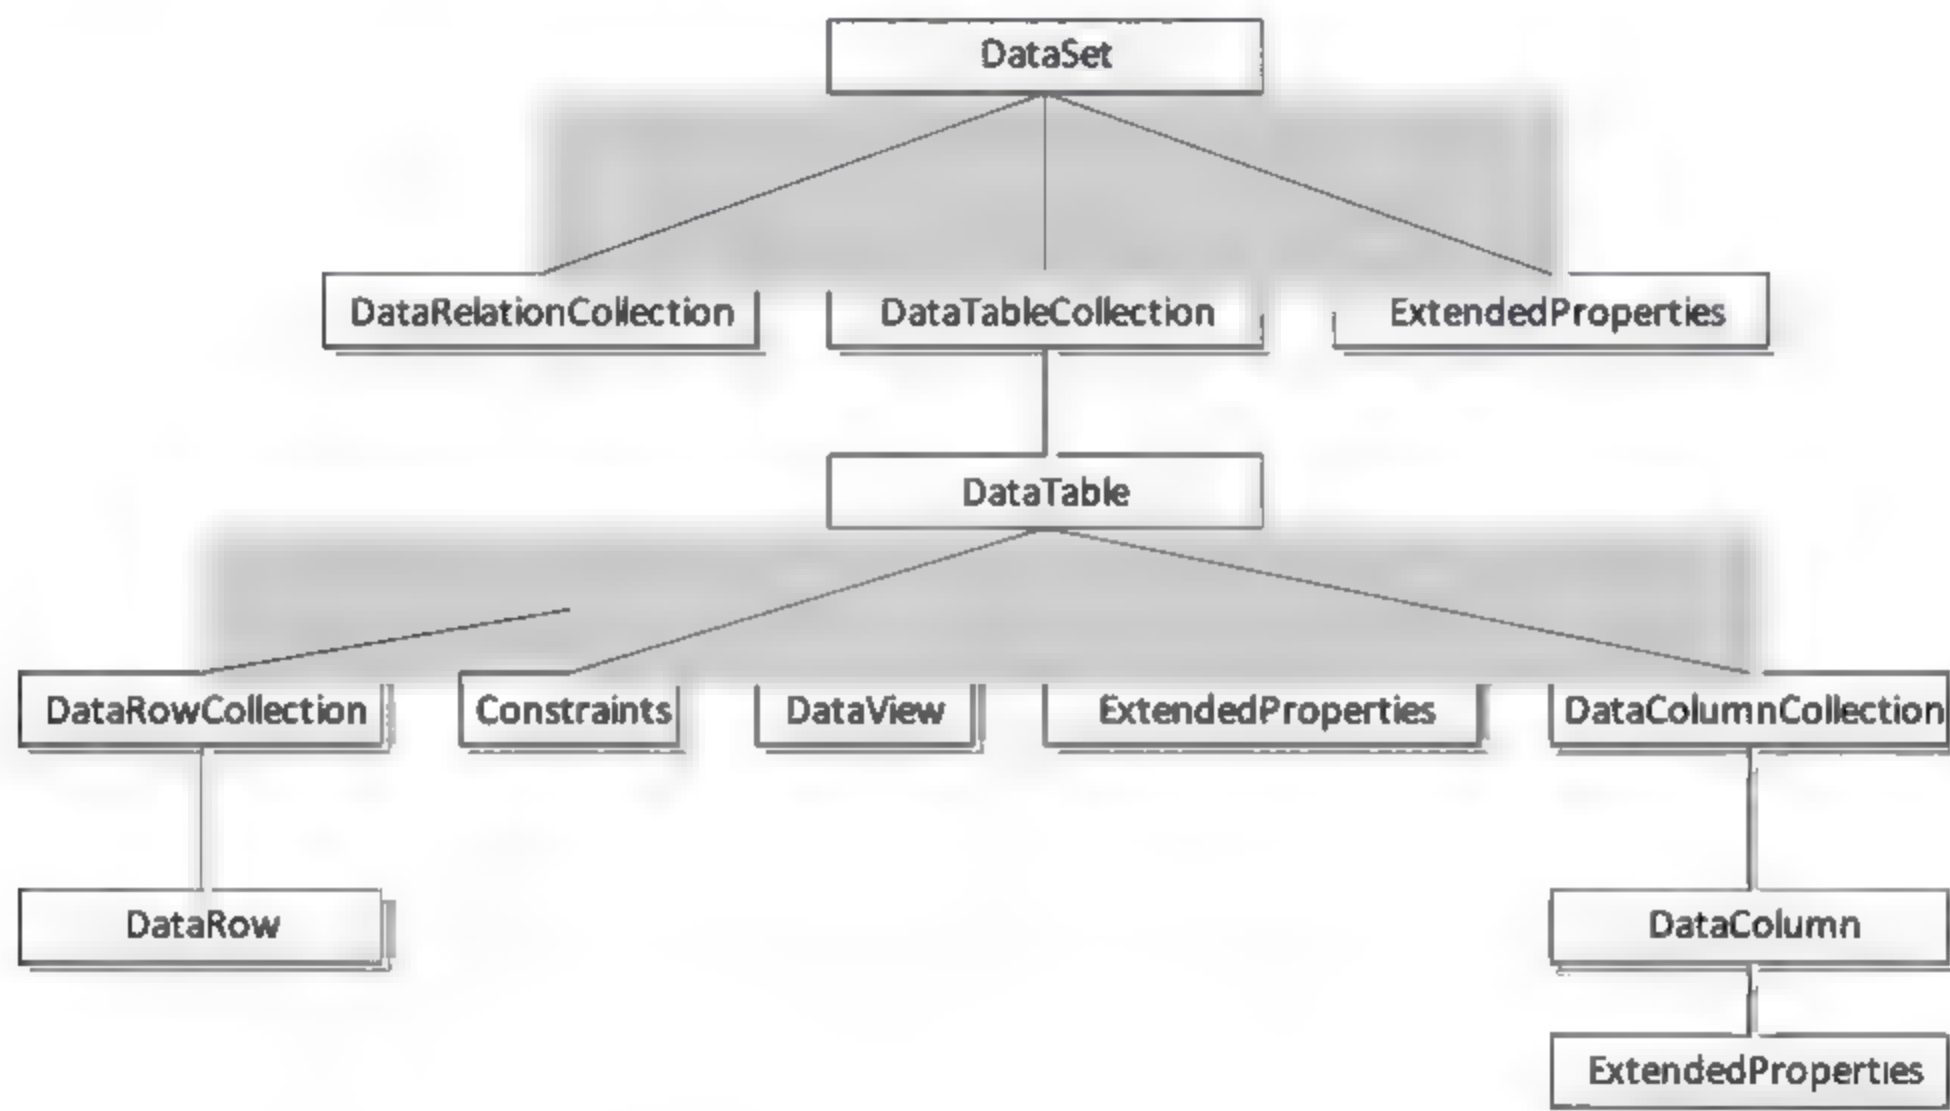 DataSet
DataRelationCollection DataTableCollection ExtendedProperties
DataTable
DataRowCollection Constraints DataView ExtendedProperties DataColumnCollection
DataRow DataColumn
ExtendedProperties